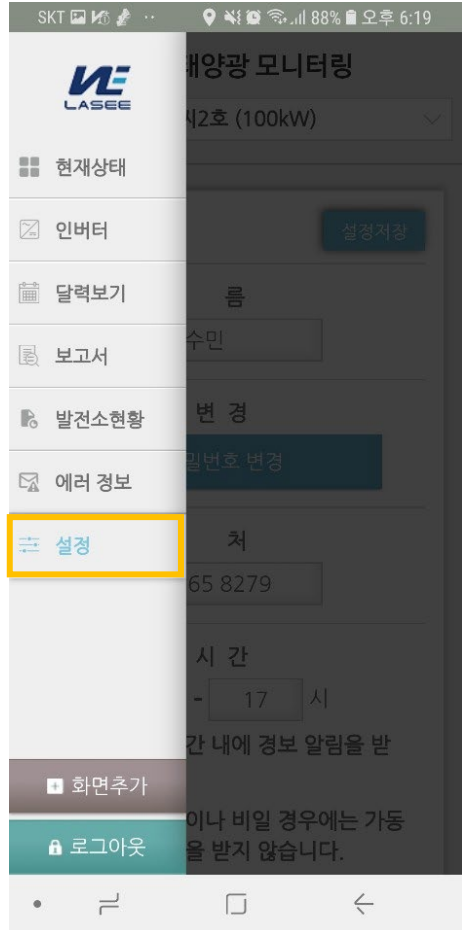 SKT 88% 오후 6:19
LASEE
태양광 모니터링
씨2호 (100kW)
현재상태
인버터
설정저장
달력보기
름
보고서
수민
발전소현황
변 경
에러 정보
밀번호 변경
설정
처
65 8279
시 간
- 17 시
간 내에 경보 알림을 받
화면추가
이나 비일 경우에는 가동
로그아웃
을 받지 않습니다.